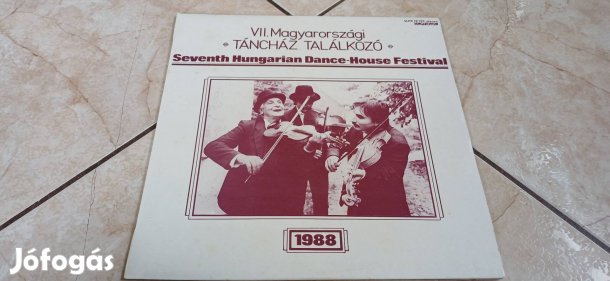 VII. Magyarországi
TÁNCHÁZ TALÁLKOZÓ
Seventh Hungarian Dance-House Festival
1988
Jófogás